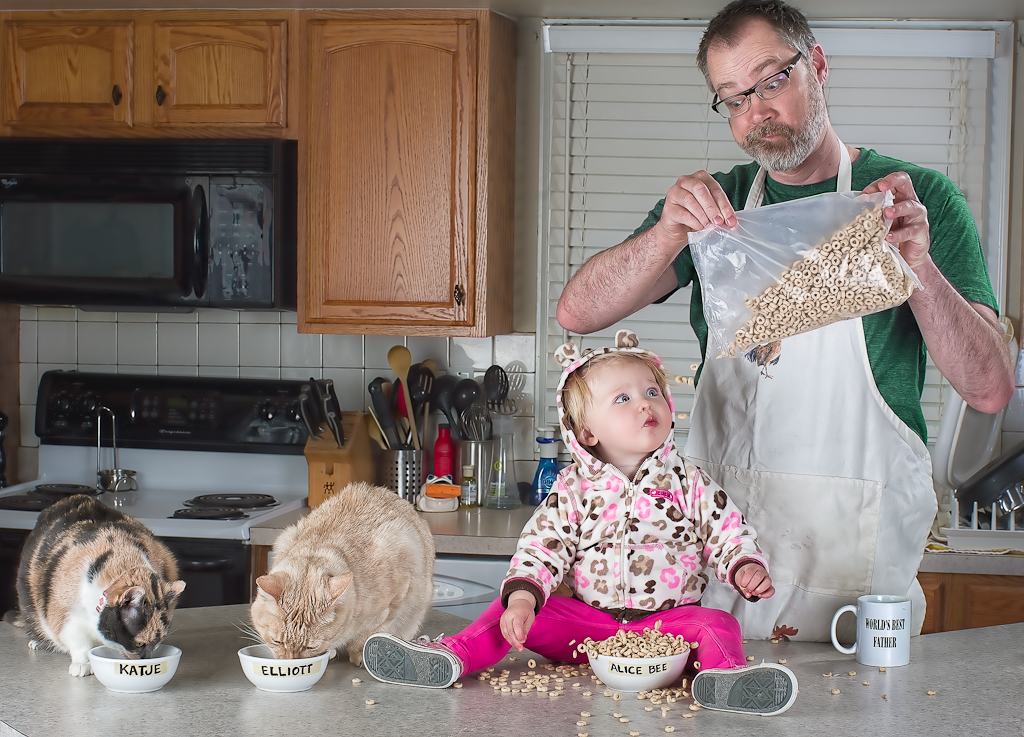 KATJE
ELLIOTT
ALICE BEE
WORLD'S BEST
FATHER